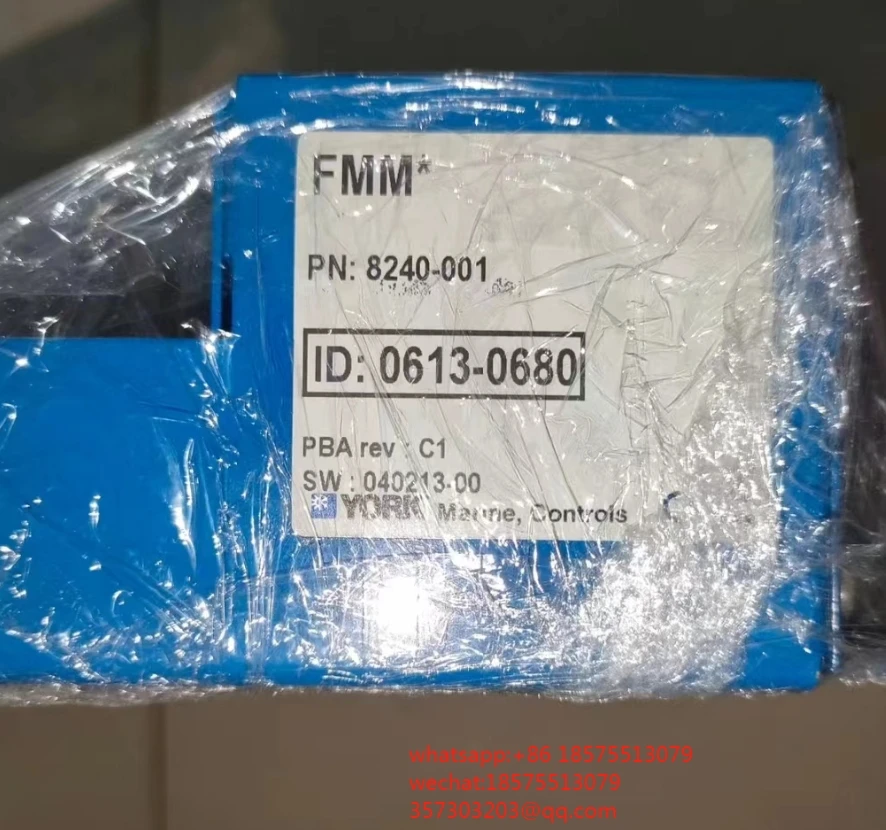 FMM*
PN: 8240-001
ID: 0613-0680
PBA rev : C1
SW : 040213-00
YORK Marine, Controls
whatsapp:+86 18575513079
wechat:18575513079
357303203@qq.com